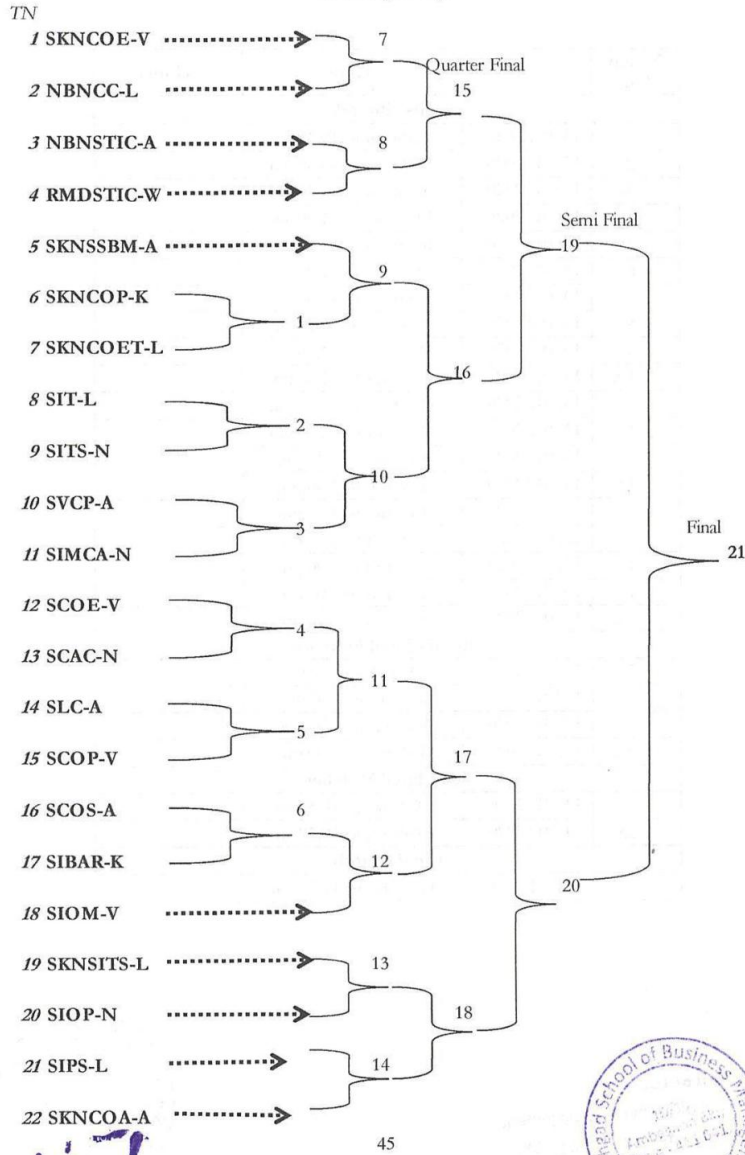 TN
1 SKNCOE-V
7
Quarter Final
2 NBNCC-L
15
3 NBNSTIC-A
8
4 RMDSTIC-W
Semi Final
5 SKNSSBM-A
19
9
6 SKNCOP-K
1
7 SKNCOET-L
16
8 SIT-L
2
9 SITS-N
10
10 SVCP-A
3
Final
11 SIMCA-N
21
12 SCOE-V
4
13 SCAC-N
11
14 SLC-A
5
15 SCOP-V
17
16 SCOS-A
6
17 SIBAR-K
12
20
18 SIOM-V
19 SKNSITS-L
13
20 SIOP-N
18
21 SIPS-L
14
22 SKNCOA-A
45
School of Business